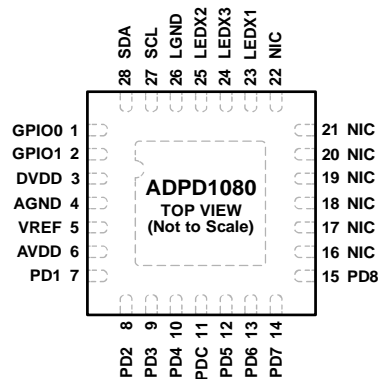 28 SDA
27 SCL
26 LGND
25 LEDX2
24 LEDX3
23 LEDX1
22 NIC
GPIO0 1
GPIO1 2
DVDD 3
AGND 4
VREF 5
AVDD 6
PD1 7
ADPD1080
TOP VIEW
(Not to Scale)
21 NIC
20 NIC
19 NIC
18 NIC
17 NIC
16 NIC
15 PD8
PD2 8
PD3 9
PD4 10
PDC 11
PD5 12
PD6 13
PD7 14